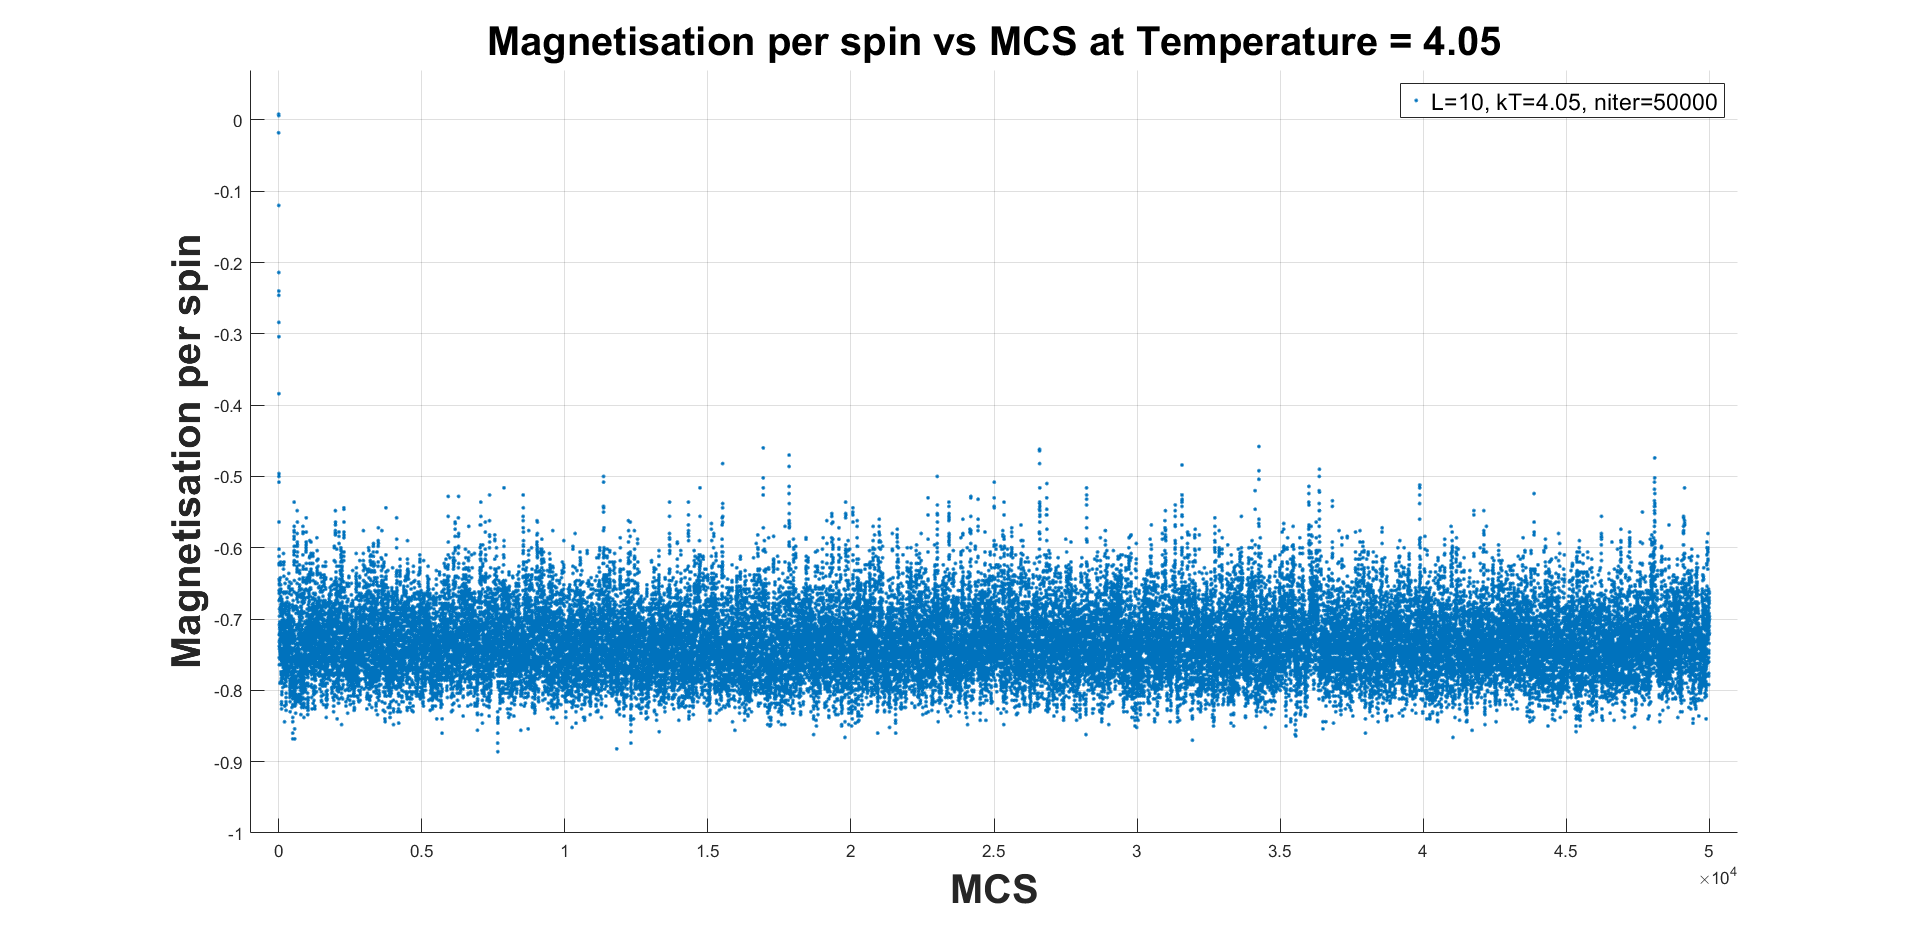 Magnetisation per spin vs MCS at Temperature = 4.05
L=10, kT=4.05, niter=50000
Magnetisation per spin
0
-0.1
-0.2
-0.3
-0.4
-0.5
-0.6
-0.7
-0.8
-0.9
-1
0 0.5 1 1.5 2 2.5 3 3.5 4 4.5 5
×10⁴
MCS